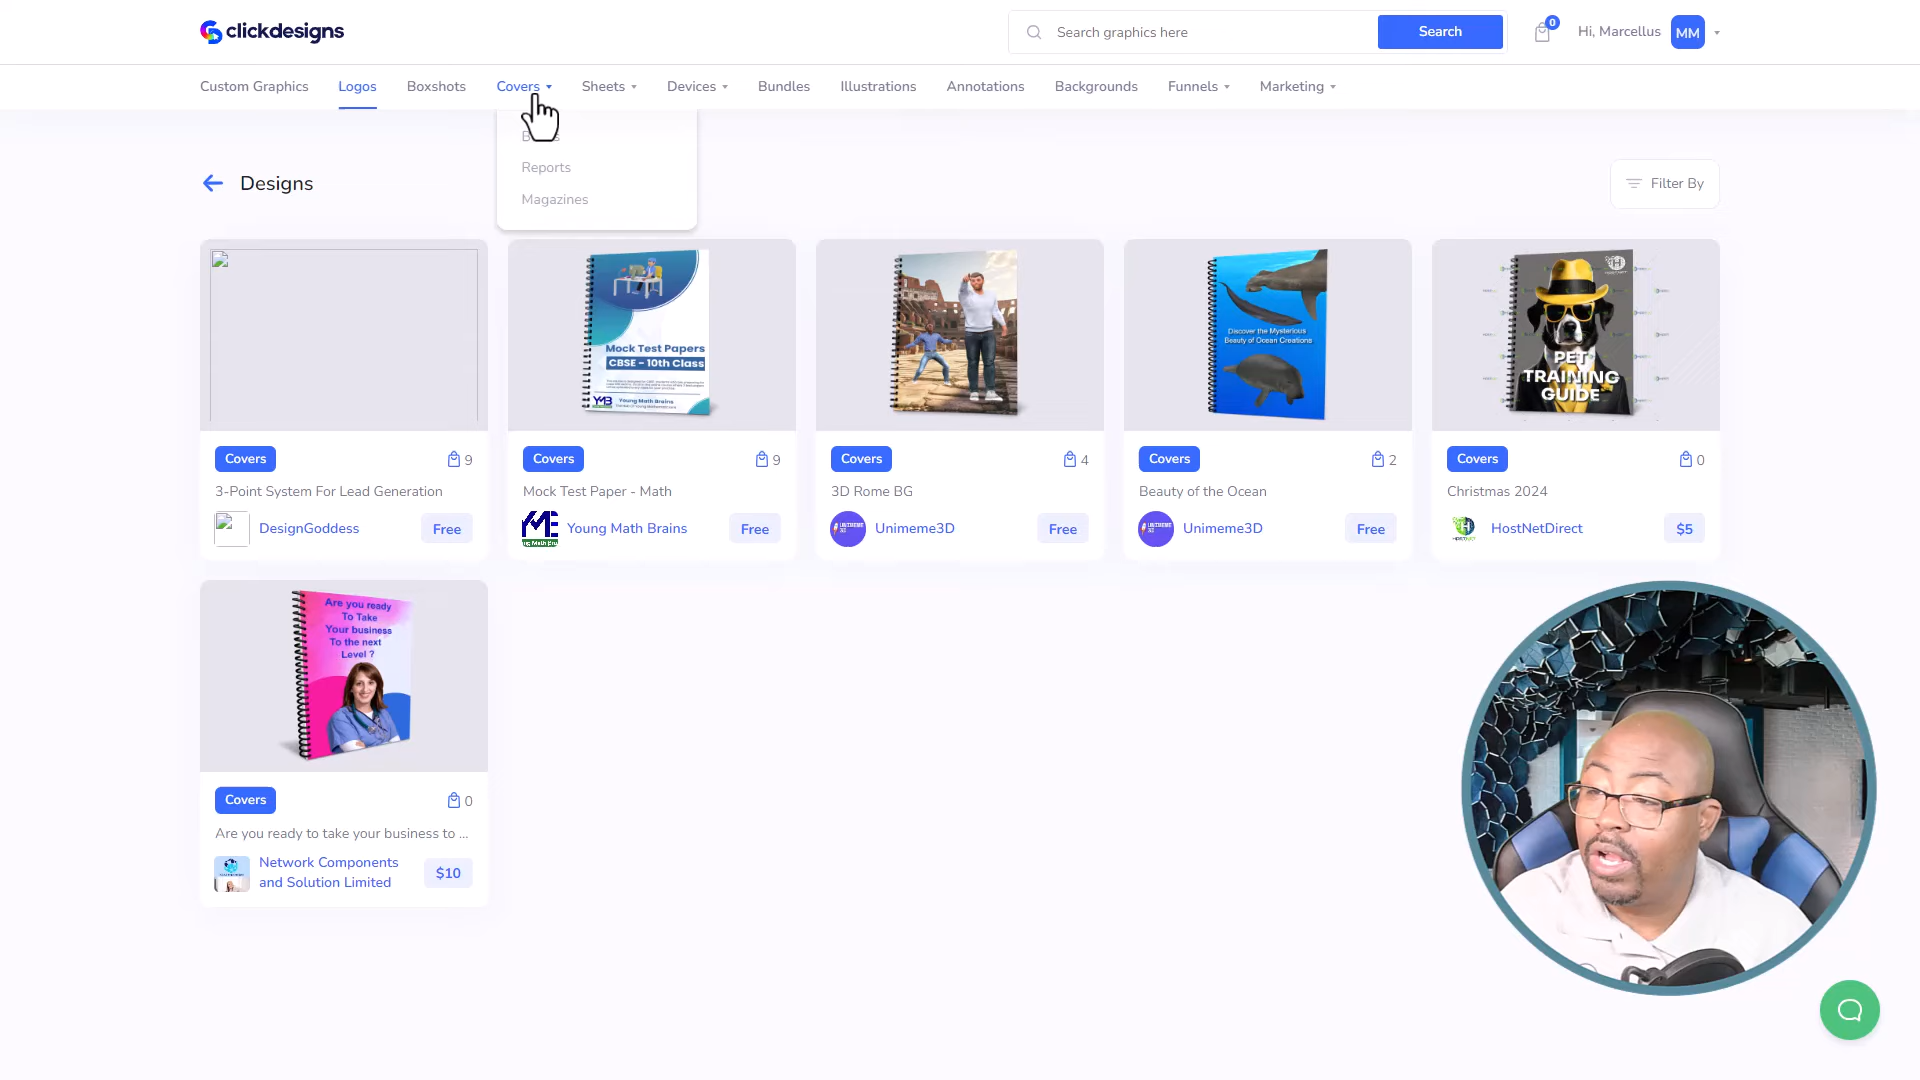 clickdesigns
Search graphics here
Search
0
Hi, Marcellus
MM
Custom Graphics
Logos
Boxshots
Covers
Sheets
Devices
Bundles
Illustrations
Annotations
Backgrounds
Funnels
Marketing
Reports
Magazines
Designs
Filter By
Mock Test Papers
CBSE - 10th Class
Young Math Brains
Discover the Mysterious
Beauty of Ocean Creations
PET
TRAINING
GUIDE
Covers
9
3-Point System For Lead Generation
DesignGoddess
Free
Covers
9
Mock Test Paper - Math
Young Math Brains
Free
Covers
4
3D Rome BG
Unimeme3D
Free
Covers
2
Beauty of the Ocean
Unimeme3D
Free
Covers
0
Christmas 2024
HostNetDirect
$5
Are you ready
To Take
Your business
To the next
Level ?
Covers
0
Are you ready to take your business to ...
Network Components
and Solution Limited
$10